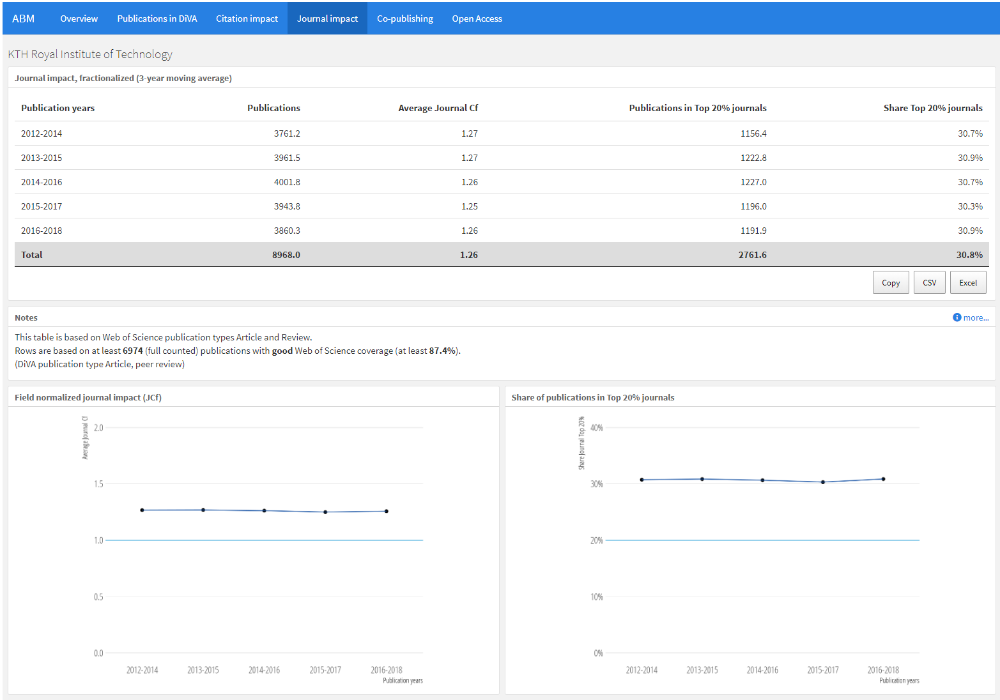 ABM Overview Publications in DiVA Citation impact Journal impact Co-publishing Open Access
KTH Royal Institute of Technology
Journal impact, fractionalized (3-year moving average)
Publication years Publications Average Journal Cf Publications in Top 20% journals Share Top 20% journals
2012-2014 3761.2 1.27 1156.4 30.7%
2013-2015 3961.5 1.27 1222.8 30.9%
2014-2016 4001.8 1.26 1227.0 30.7%
2015-2017 3943.8 1.25 1196.0 30.3%
2016-2018 3860.3 1.26 1191.9 30.9%
Total 8968.0 1.26 2761.6 30.8%
Copy CSV Excel
Notes more...
This table is based on Web of Science publication types Article and Review.
Rows are based on at least 6974 (full counted) publications with good Web of Science coverage (at least 87.4%).
(DiVA publication type Article, peer review)
Field normalized journal impact (JCf)
Average Journal Cf
2.0
1.5
1.0
0.5
0.0
2012-2014 2013-2015 2014-2016 2015-2017 2016-2018
Publication years
Share of publications in Top 20% journals
Share Journal Top 20%
40%
30%
20%
10%
0%
2012-2014 2013-2015 2014-2016 2015-2017 2016-2018
Publication years